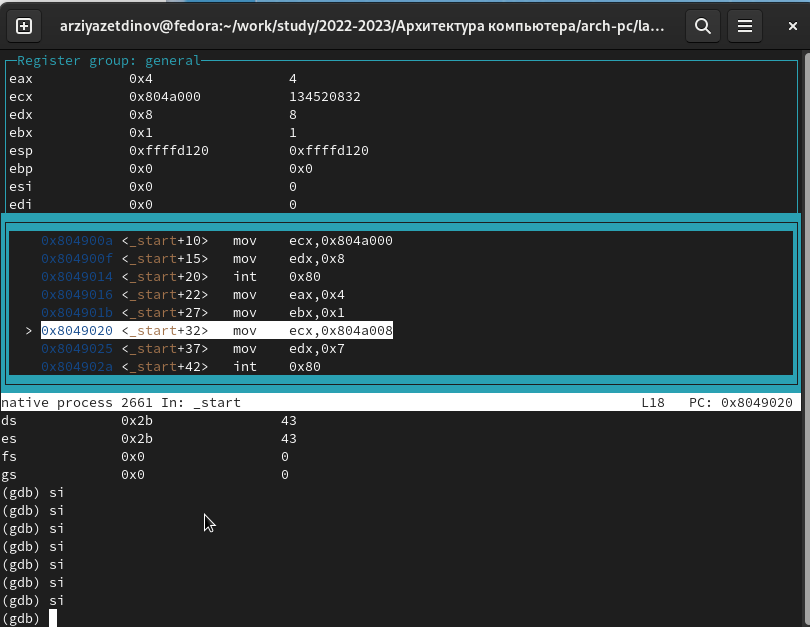 arziyazetdinov@fedora:~/work/study/2022-2023/Архитектура компьютера/arch-pc/la...
Register group: general
eax 0x4 4
ecx 0x804a000 134520832
edx 0x8 8
ebx 0x1 1
esp 0xffffd120 0xffffd120
ebp 0x0 0x0
esi 0x0 0
edi 0x0 0
0x804900a <_start+10> mov ecx,0x804a000
0x804900f <_start+15> mov edx,0x8
0x8049014 <_start+20> int 0x80
0x8049016 <_start+22> mov eax,0x4
0x804901b <_start+27> mov ebx,0x1
> 0x8049020 <_start+32> mov ecx,0x804a008
0x8049025 <_start+37> mov edx,0x7
0x804902a <_start+42> int 0x80
native process 2661 In: _start L18 PC: 0x8049020
ds 0x2b 43
es 0x2b 43
fs 0x0 0
gs 0x0 0
(gdb) si
(gdb) si
(gdb) si
(gdb) si
(gdb) si
(gdb) si
(gdb) si
(gdb)